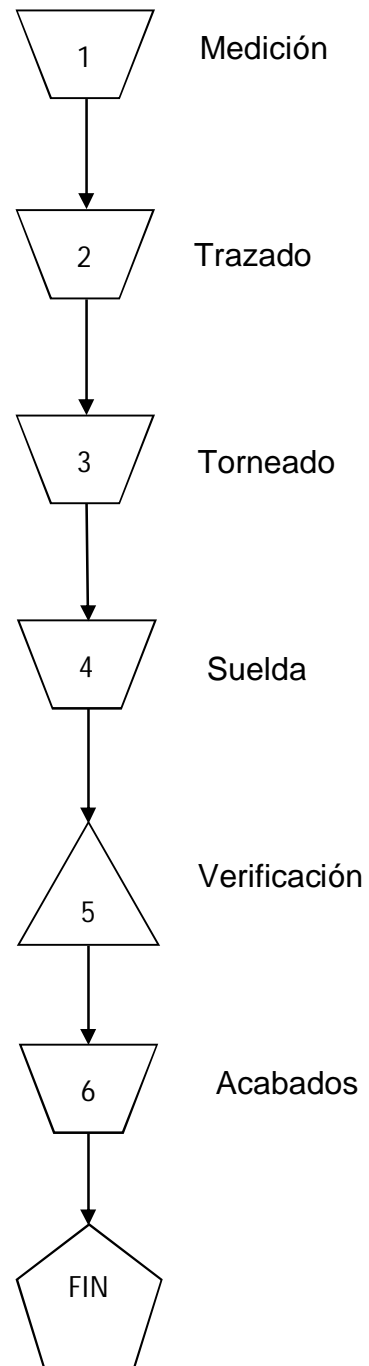 1 Medición
2 Trazado
3 Torneado
4 Suelda
5 Verificación
6 Acabados
FIN